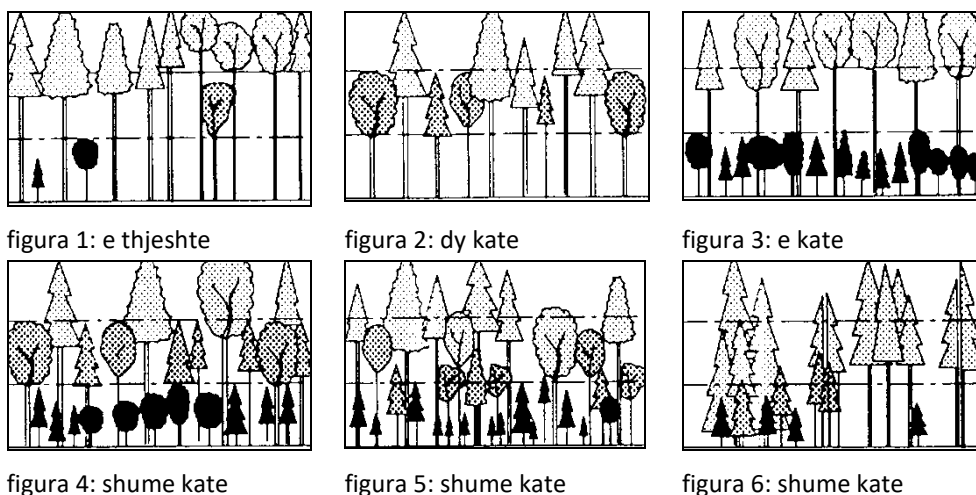 figura 1: e thjeshte
figura 2: dy kate
figura 3: e kate
figura 4: shume kate
figura 5: shume kate
figura 6: shume kate